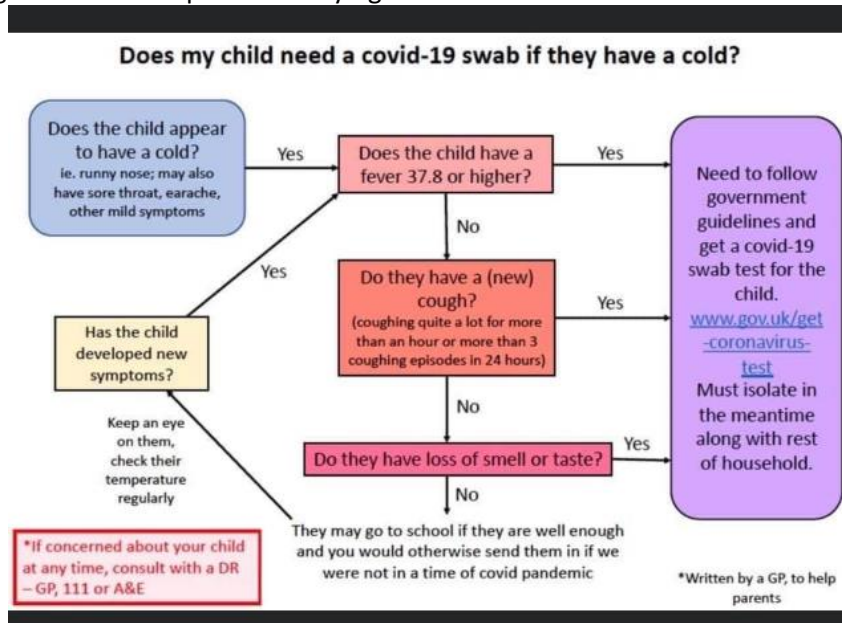 Does my child need a covid-19 swab if they have a cold?
Does the child appear
to have a cold?
ie. runny nose; may also
have sore throat, earache,
other mild symptoms
Yes
Does the child have a
fever 37.8 or higher?
Yes
No
Do they have a (new)
cough?
(coughing quite a lot for more
than an hour or more than 3
coughing episodes in 24 hours)
Yes
No
Do they have loss of smell or taste?
Yes
No
They may go to school if they are well enough
and you would otherwise send them in if we
were not in a time of covid pandemic
Keep an eye
on them,
check their
temperature
regularly
Has the child
developed new
symptoms?
Yes
Need to follow
government
guidelines and
get a covid-19
swab test for the
child.
www.gov.uk/get
-coronavirus-
test
Must isolate in
the meantime
along with rest
of household.
*If concerned about your child
at any time, consult with a DR
– GP, 111 or A&E
*Written by a GP, to help
parents